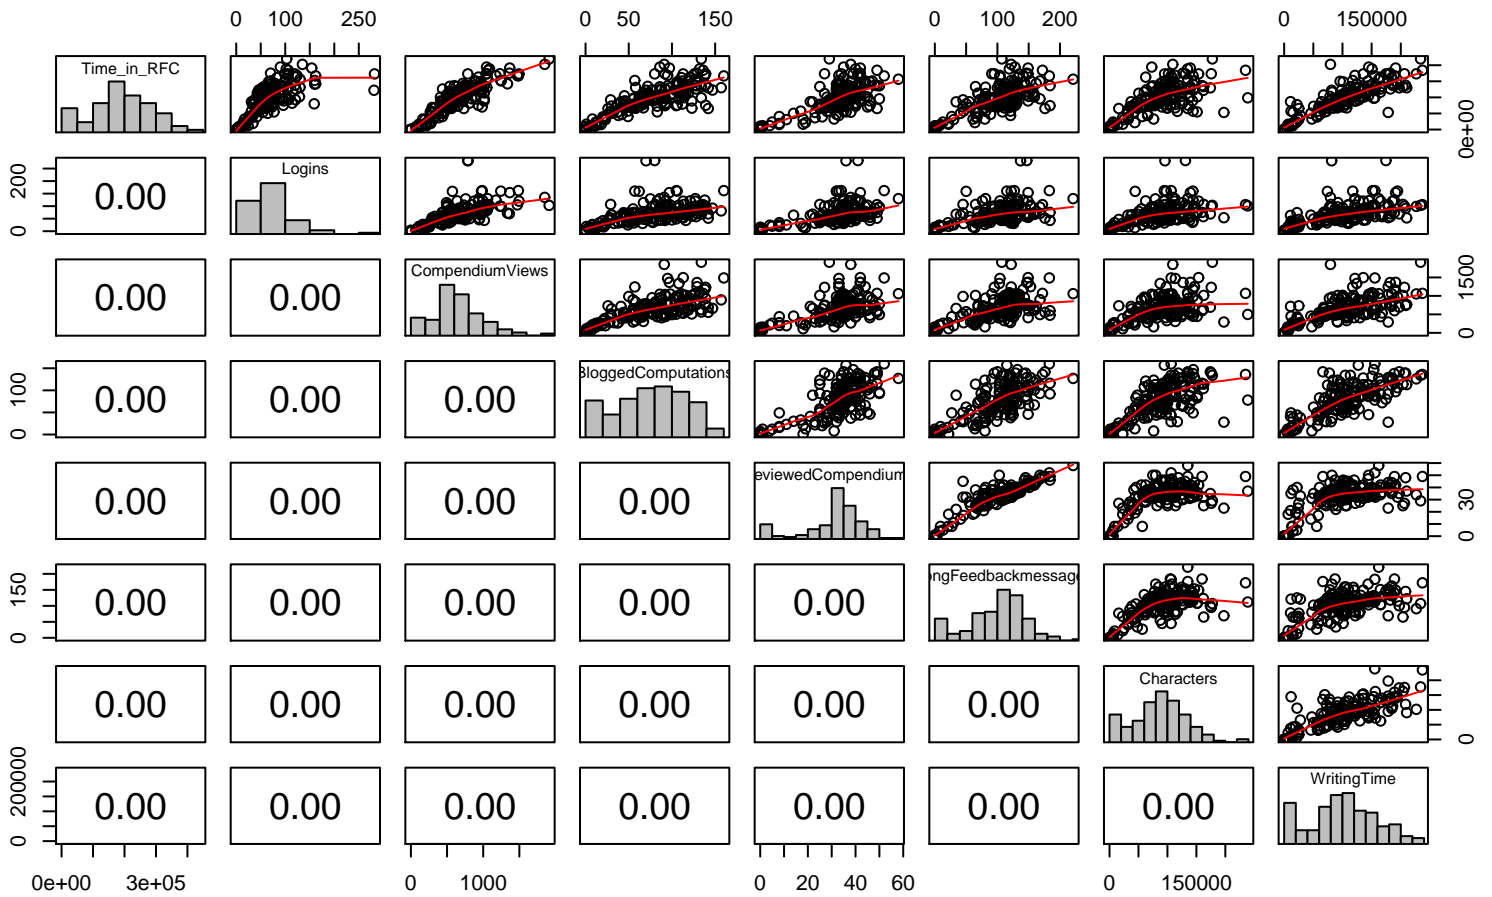 0 100 250 0 50 150 0 100 200 0 150000
Time_in_RFC
0e+00
Logins
0 200
0.00
CompendiumViews
0 1500
0.00 0.00
BloggedComputations
0 100
0.00 0.00 0.00
eviewedCompendium
0 30
0.00 0.00 0.00 0.00
ongFeedbackmessage
0 150
0.00 0.00 0.00 0.00 0.00
Characters
0
0.00 0.00 0.00 0.00 0.00 0.00
WritingTime
0 200000
0.00 0.00 0.00 0.00 0.00 0.00 0.00
0e+00 3e+05 0 1000 0 20 40 60 0 150000